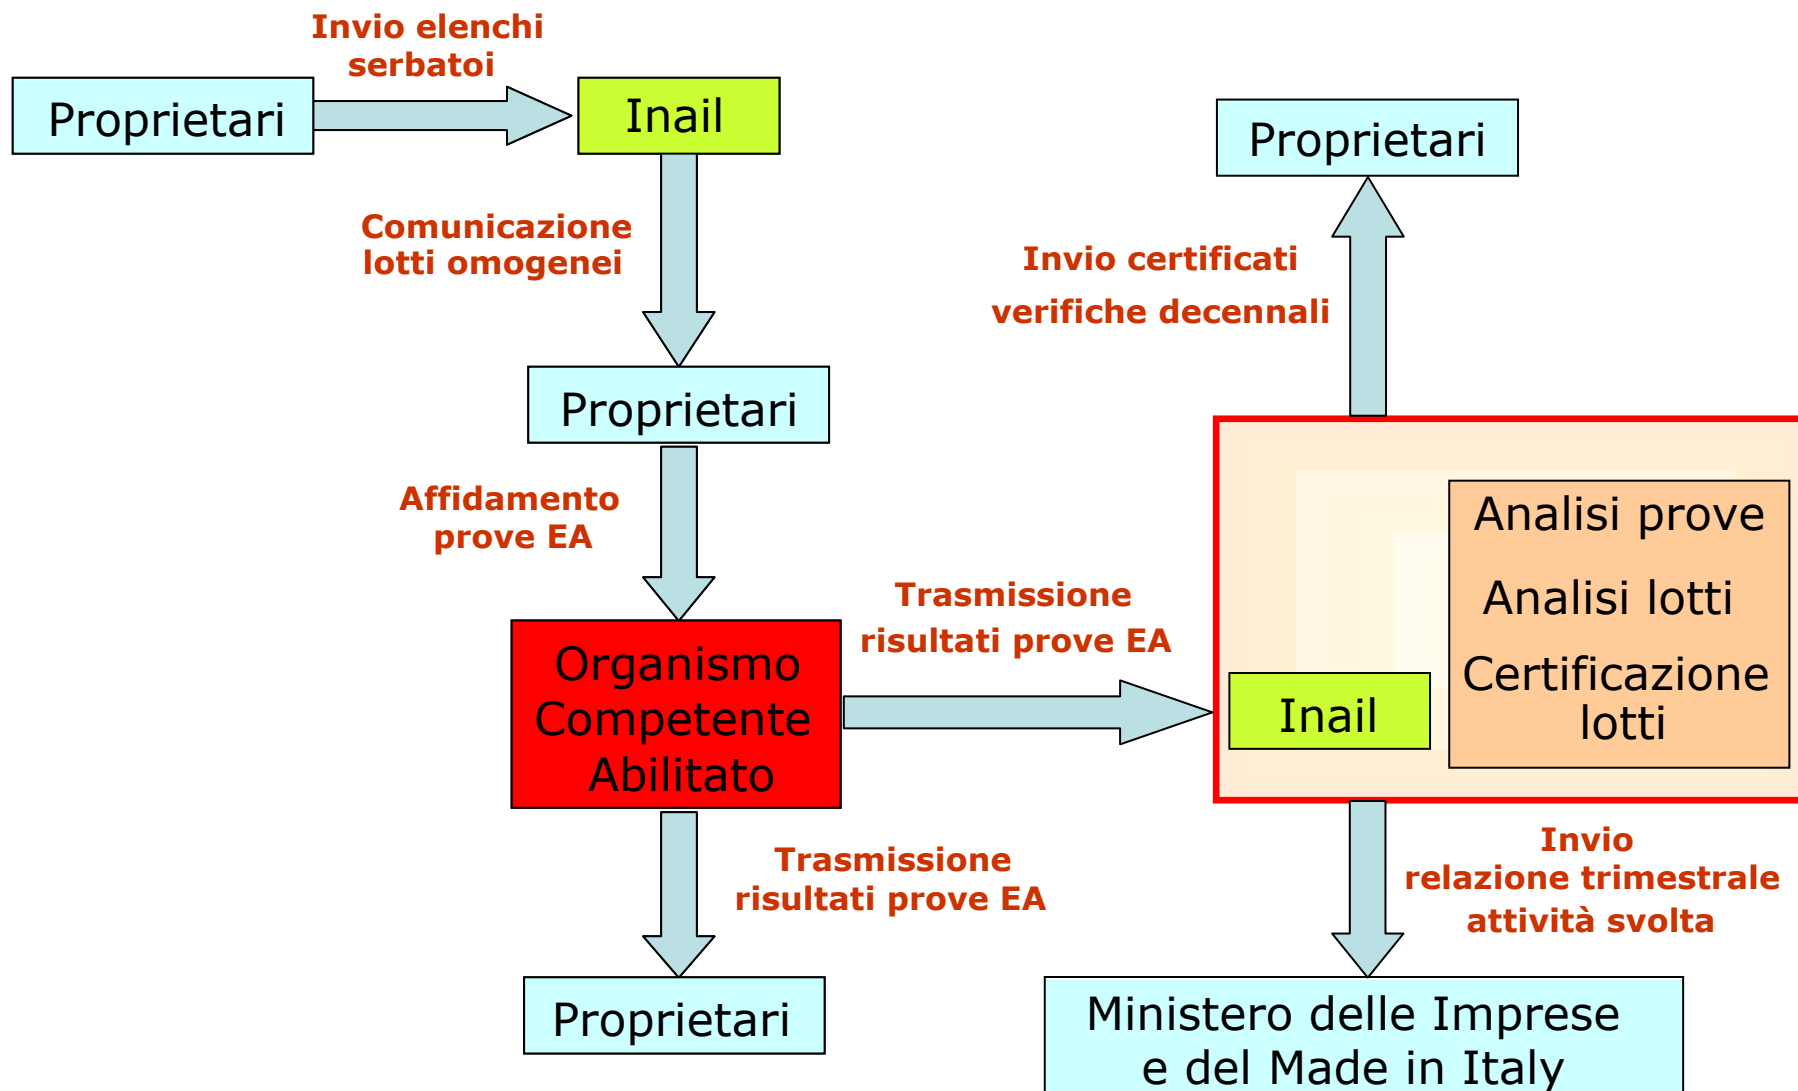 Invio elenchi
serbatoi
Proprietari
Inail
Comunicazione
lotti omogenei
Proprietari
Affidamento
prove EA
Organismo
Competente
Abilitato
Trasmissione
risultati prove EA
Proprietari
Trasmissione
risultati prove EA
Proprietari
Invio certificati
verifiche decennali
Analisi prove
Analisi lotti
Certificazione
lotti
Inail
Invio
relazione trimestrale
attività svolta
Ministero delle Imprese
e del Made in Italy